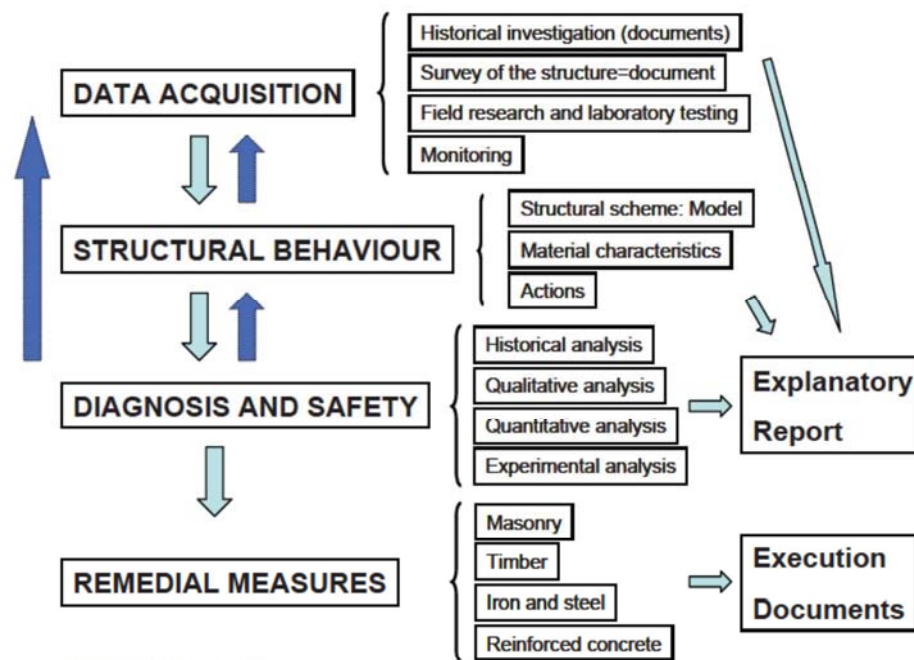 DATA ACQUISITION
Historical investigation (documents)
Survey of the structure=document
Field research and laboratory testing
Monitoring
STRUCTURAL BEHAVIOUR
Structural scheme: Model
Material characteristics
Actions
DIAGNOSIS AND SAFETY
Historical analysis
Qualitative analysis
Quantitative analysis
Experimental analysis
Explanatory
Report
REMEDIAL MEASURES
Masonry
Timber
Iron and steel
Reinforced concrete
Execution
Documents